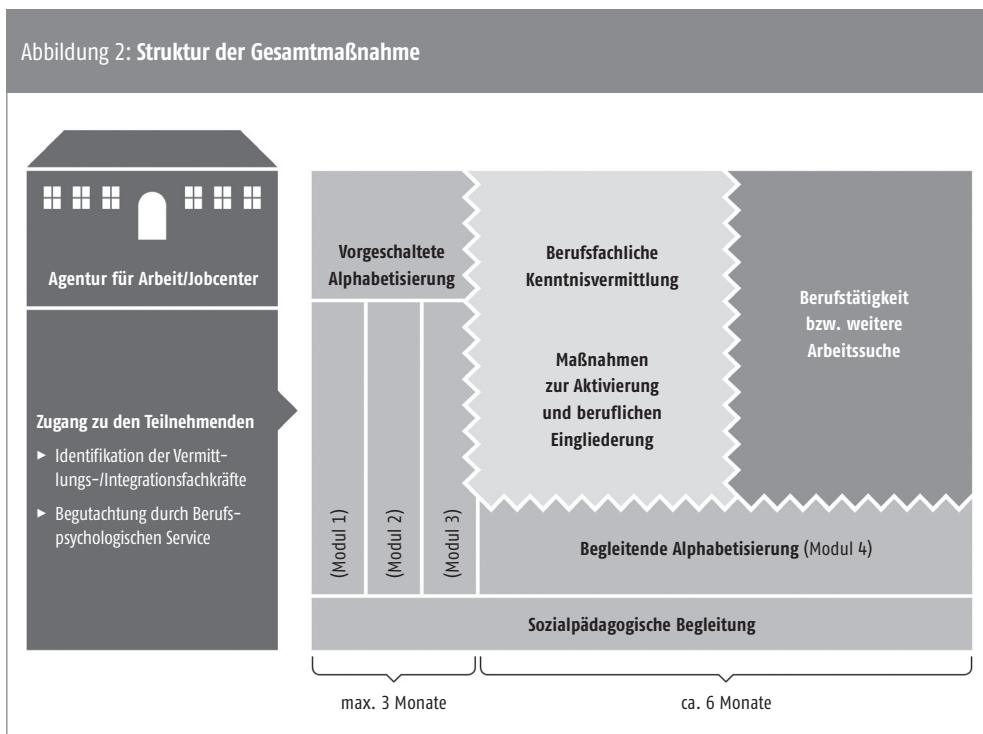 Abbildung 2: Struktur der Gesamtmaßnahme
Agentur für Arbeit/Jobcenter
Zugang zu den Teilnehmenden
▸ Identifikation der Vermitt-
lungs-/Integrationsfachkräfte
▸ Begutachtung durch Berufs-
psychologischen Service
Vorgeschaltete
Alphabetisierung
(Modul 1)
(Modul 2)
(Modul 3)
Berufsfachliche
Kenntnisvermittlung
Maßnahmen
zur Aktivierung
und beruflichen
Eingliederung
Berufstätigkeit
bzw. weitere
Arbeitssuche
Begleitende Alphabetisierung (Modul 4)
Sozialpädagogische Begleitung
max. 3 Monate
ca. 6 Monate